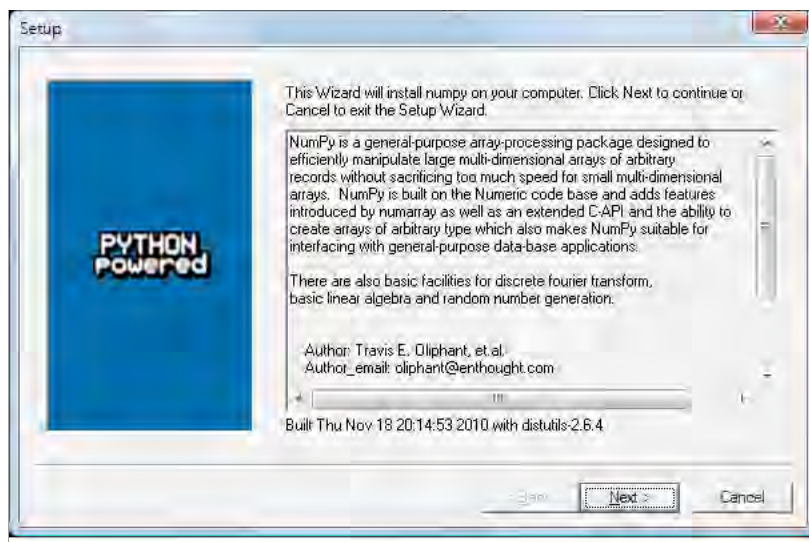 Setup
This Wizard will install numpy on your computer. Click Next to continue or
Cancel to exit the Setup Wizard.
NumPy is a general-purpose array-processing package designed to
efficiently manipulate large multi-dimensional arrays of arbitrary
records without sacrificing too much speed for small multi-dimensional
arrays. NumPy is built on the Numeric code base and adds features
introduced by numarray as well as an extended C-API and the ability to
create arrays of arbitrary type which also makes NumPy suitable for
interfacing with general-purpose data-base applications.
There are also basic facilities for discrete fourier transform,
basic linear algebra and random number generation.
PYTHON
Powered
Author: Travis E. Oliphant, et.al.
Author_email: oliphant@enthought.com
Built Thu Nov 18 20:14:53 2010 with distutils-2.6.4
< Back
Next >
Cancel